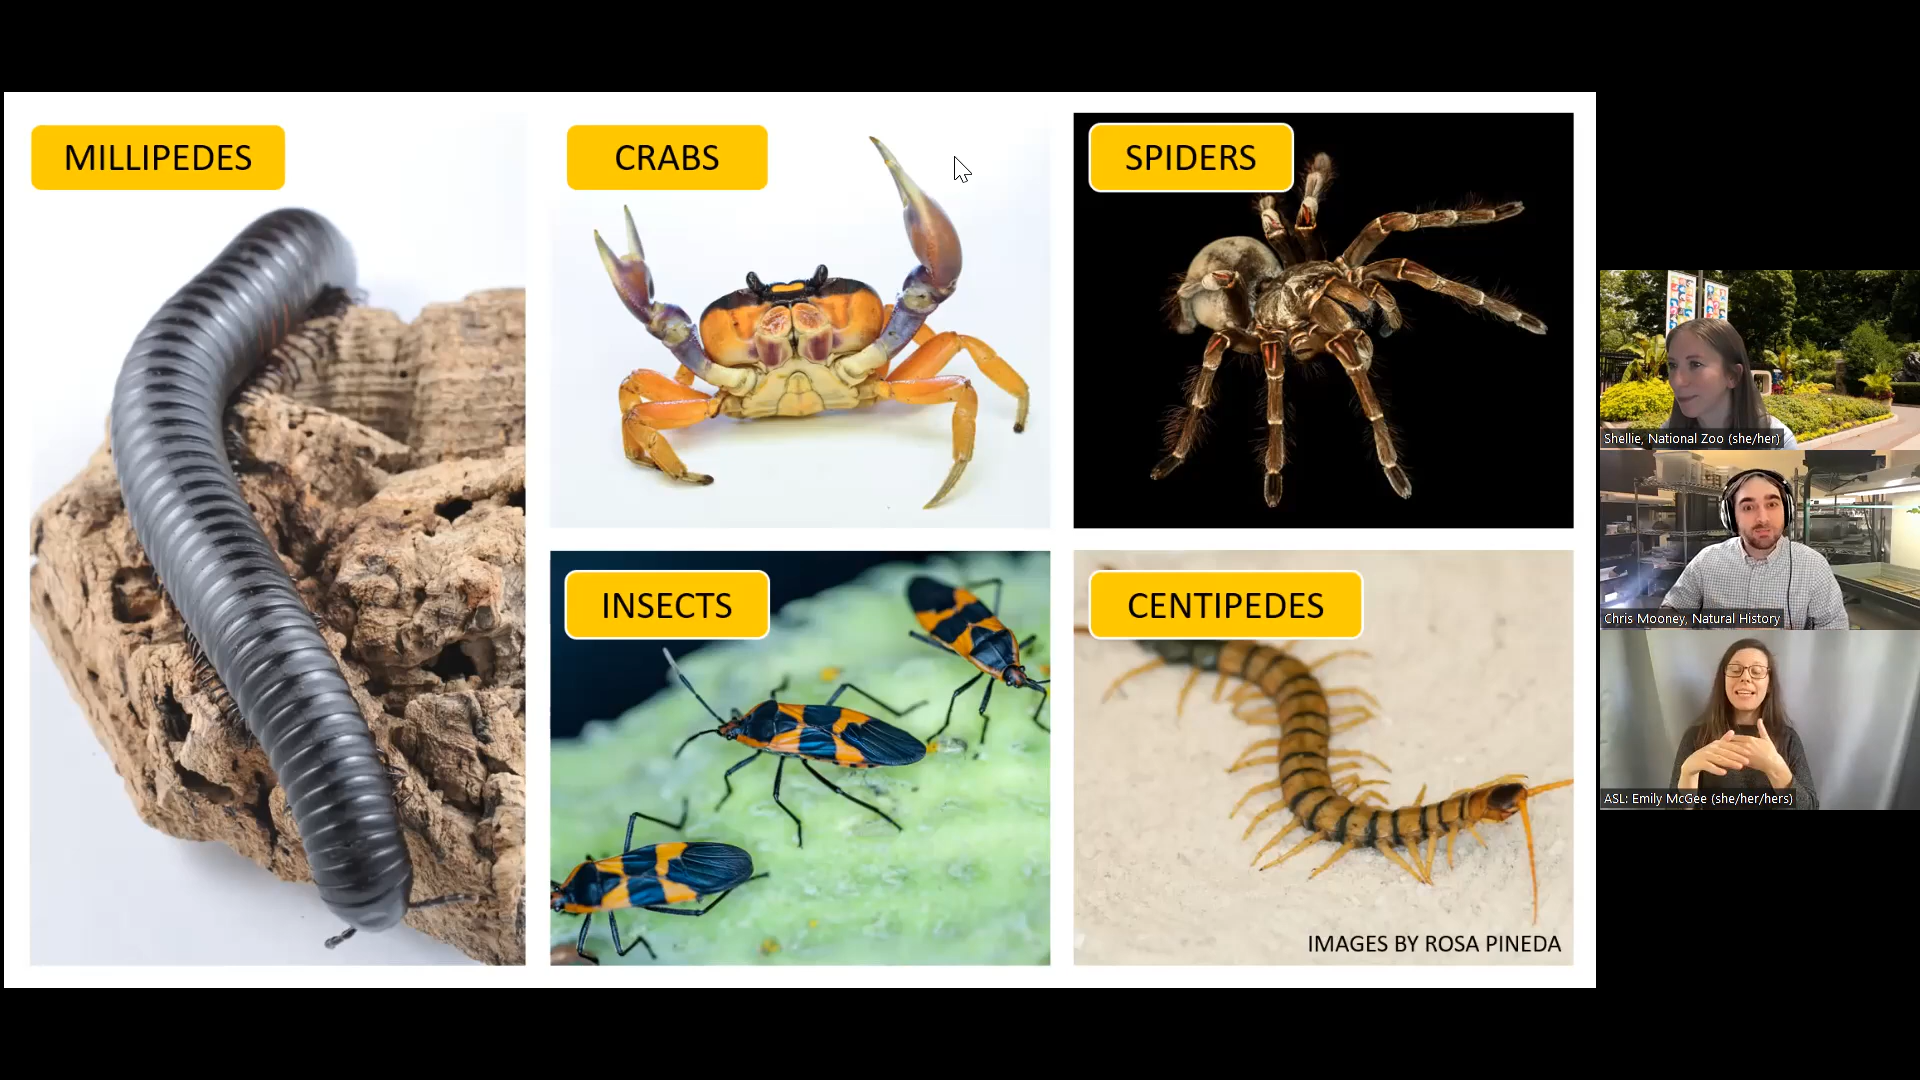 MILLIPEDES
CRABS
SPIDERS
INSECTS
CENTIPEDES
IMAGES BY ROSA PINEDA
Shellie, National Zoo (she/her)
Chris Mooney, Natural History
ASL: Emily McGee (she/her/hers)